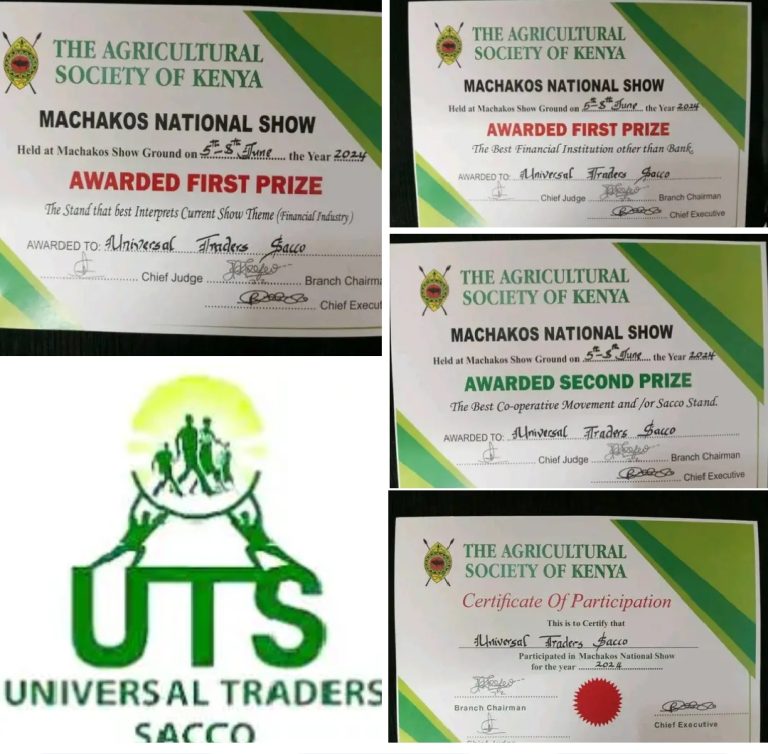 THE AGRICULTURAL
SOCIETY OF KENYA
MACHAKOS NATIONAL SHOW
Held at Machakos Show Ground on 5th-8th June the Year 2024
AWARDED FIRST PRIZE
The Stand that best Interprets Current Show Theme (Financial Industry)
AWARDED TO: Universal Traders Sacco
Chief Judge Branch Chairm
Chief Execut
THE AGRICULTURAL
SOCIETY OF KENYA
MACHAKOS NATIONAL SHOW
Held at Machakos Show Ground on 5th-8th June the Year 2024
AWARDED FIRST PRIZE
The Best Financial Institution other than Bank.
AWARDED TO: Universal Traders Sacco
Chief Judge Branch Chairman
Chief Executive
THE AGRICULTURAL
SOCIETY OF KENYA
MACHAKOS NATIONAL SHOW
Held at Machakos Show Ground on 5th-8th June the Year 2024
AWARDED SECOND PRIZE
The Best Co-operative Movement and /or Sacco Stand.
AWARDED TO: Universal Traders Sacco
Chief Judge Branch Chairman
Chief Executive
UTS
UNIVERSAL TRADERS
SACCO
THE AGRICULTURAL
SOCIETY OF KENYA
Certificate Of Participation
This is to Certify that
Universal Traders Sacco
Participated in Machakos National Show
for the year 2024
Branch Chairman
Chief Executive
Chief Judge